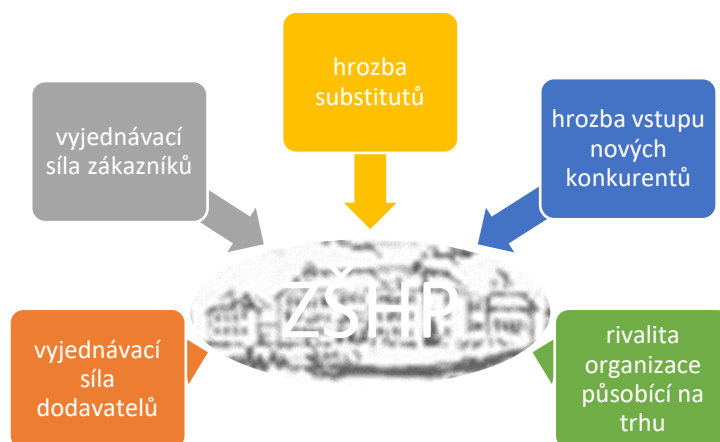 hrozba
substitutů
vyjednávací
síla zákazníků
hrozba vstupu
nových
konkurentů
ZŠHP
vyjednávací
síla
dodavatelů
rivalita
organizace
působící na
trhu